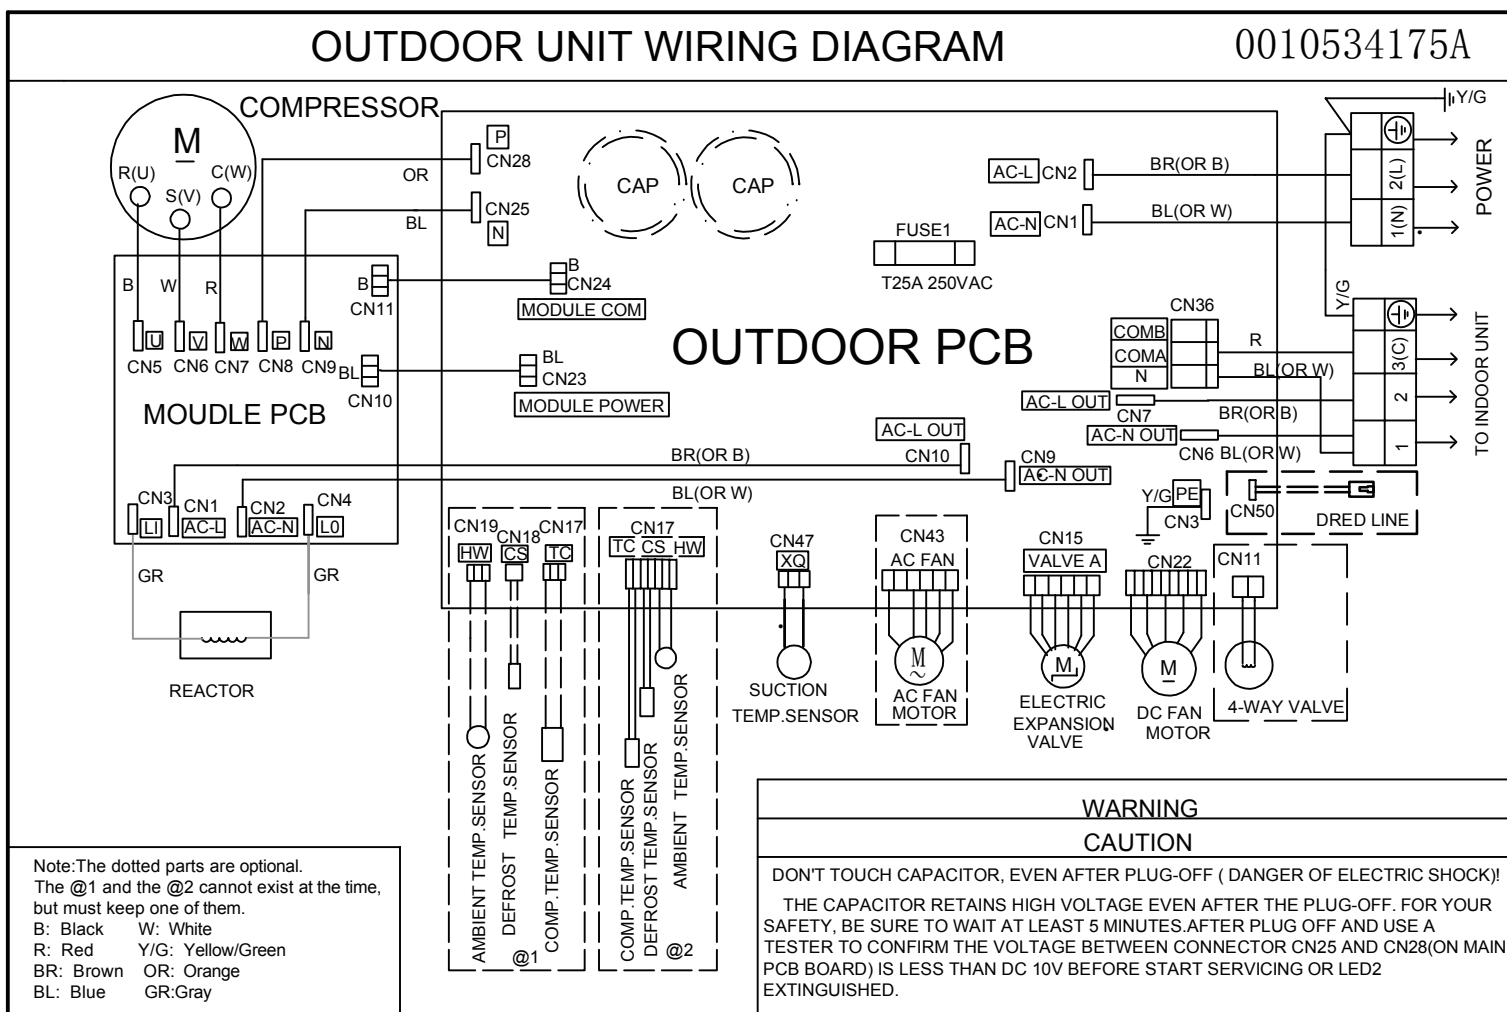 OUTDOOR UNIT WIRING DIAGRAM
0010534175A
COMPRESSOR
M
R(U)
S(V)
C(W)
OR
BL
P
CN28
CN25
N
CAP
CAP
FUSE1
T25A 250VAC
AC-L CN2
BR(OR B)
AC-N CN1
BL(OR W)
Y/G
2(L)
1(N)
POWER
B
W
R
U
V
W
P
N
CN5
CN6
CN7
CN8
CN9
B
CN11
B
CN24
MODULE COM
BL
CN10
BL
CN23
MODULE POWER
MOUDLE PCB
OUTDOOR PCB
CN36
COMB
COMA
N
R
BL(OR W)
Y/G
3(C)
2
1
TO INDOOR UNIT
AC-L OUT
CN7
BR(OR B)
AC-N OUT
CN6
BL(OR W)
AC-L OUT
CN10
BR(OR B)
CN9
AC-N OUT
BL(OR W)
CN3
LI
CN1
AC-L
CN2
AC-N
CN4
L0
GR
GR
REACTOR
Y/G
PE
CN3
CN50
DRED LINE
CN19
HW
CN18
CS
CN17
TC
AMBIENT TEMP.SENSOR
DEFROST TEMP.SENSOR
COMP.TEMP.SENSOR
@1
CN17
TC CS HW
COMP.TEMP.SENSOR
DEFROST TEMP.SENSOR
AMBIENT TEMP.SENSOR
@2
CN47
XQ
SUCTION
TEMP.SENSOR
CN43
AC FAN
M
~
AC FAN
MOTOR
CN15
VALVE A
M
ELECTRIC
EXPANSION
VALVE
CN22
M
DC FAN
MOTOR
CN11
4-WAY VALVE
Note:The dotted parts are optional.
The @1 and the @2 cannot exist at the time,
but must keep one of them.
B: Black W: White
R: Red Y/G: Yellow/Green
BR: Brown OR: Orange
BL: Blue GR:Gray
WARNING
CAUTION
DON'T TOUCH CAPACITOR, EVEN AFTER PLUG-OFF ( DANGER OF ELECTRIC SHOCK)!
THE CAPACITOR RETAINS HIGH VOLTAGE EVEN AFTER THE PLUG-OFF. FOR YOUR
SAFETY, BE SURE TO WAIT AT LEAST 5 MINUTES.AFTER PLUG OFF AND USE A
TESTER TO CONFIRM THE VOLTAGE BETWEEN CONNECTOR CN25 AND CN28(ON MAIN
PCB BOARD) IS LESS THAN DC 10V BEFORE START SERVICING OR LED2
EXTINGUISHED.